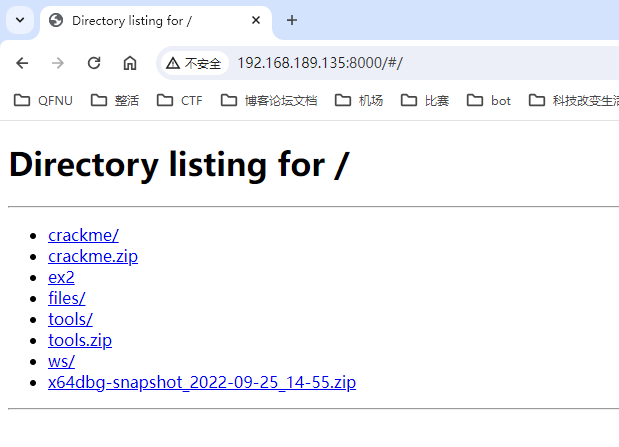 Directory listing for /
不安全 192.168.189.135:8000/#/
QFNU 整活 CTF 博客论坛文档 机场 比赛 bot 科技改变生活
Directory listing for /
crackme/
crackme.zip
ex2
files/
tools/
tools.zip
ws/
x64dbg-snapshot_2022-09-25_14-55.zip